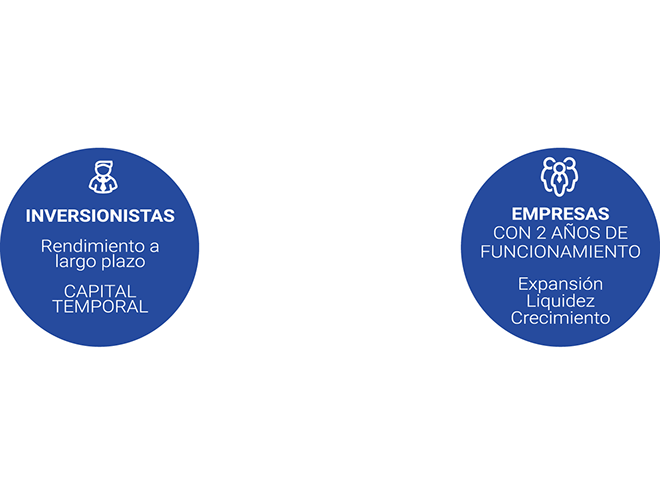 INVERSIONISTAS
Rendimiento a
largo plazo
CAPITAL
TEMPORAL
EMPRESAS
CON 2 AÑOS DE
FUNCIONAMIENTO
Expansión
Liquidez
Crecimiento